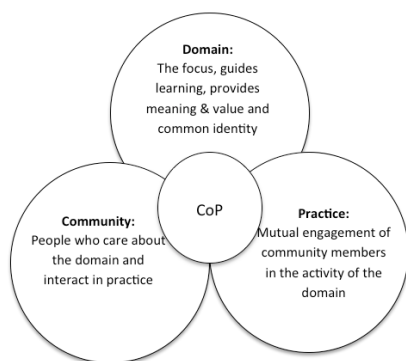 Domain:
The focus, guides
learning, provides
meaning & value and
common identity
CoP
Community:
People who care about
the domain and
interact in practice
Practice:
Mutual engagement of
community members
in the activity of the
domain